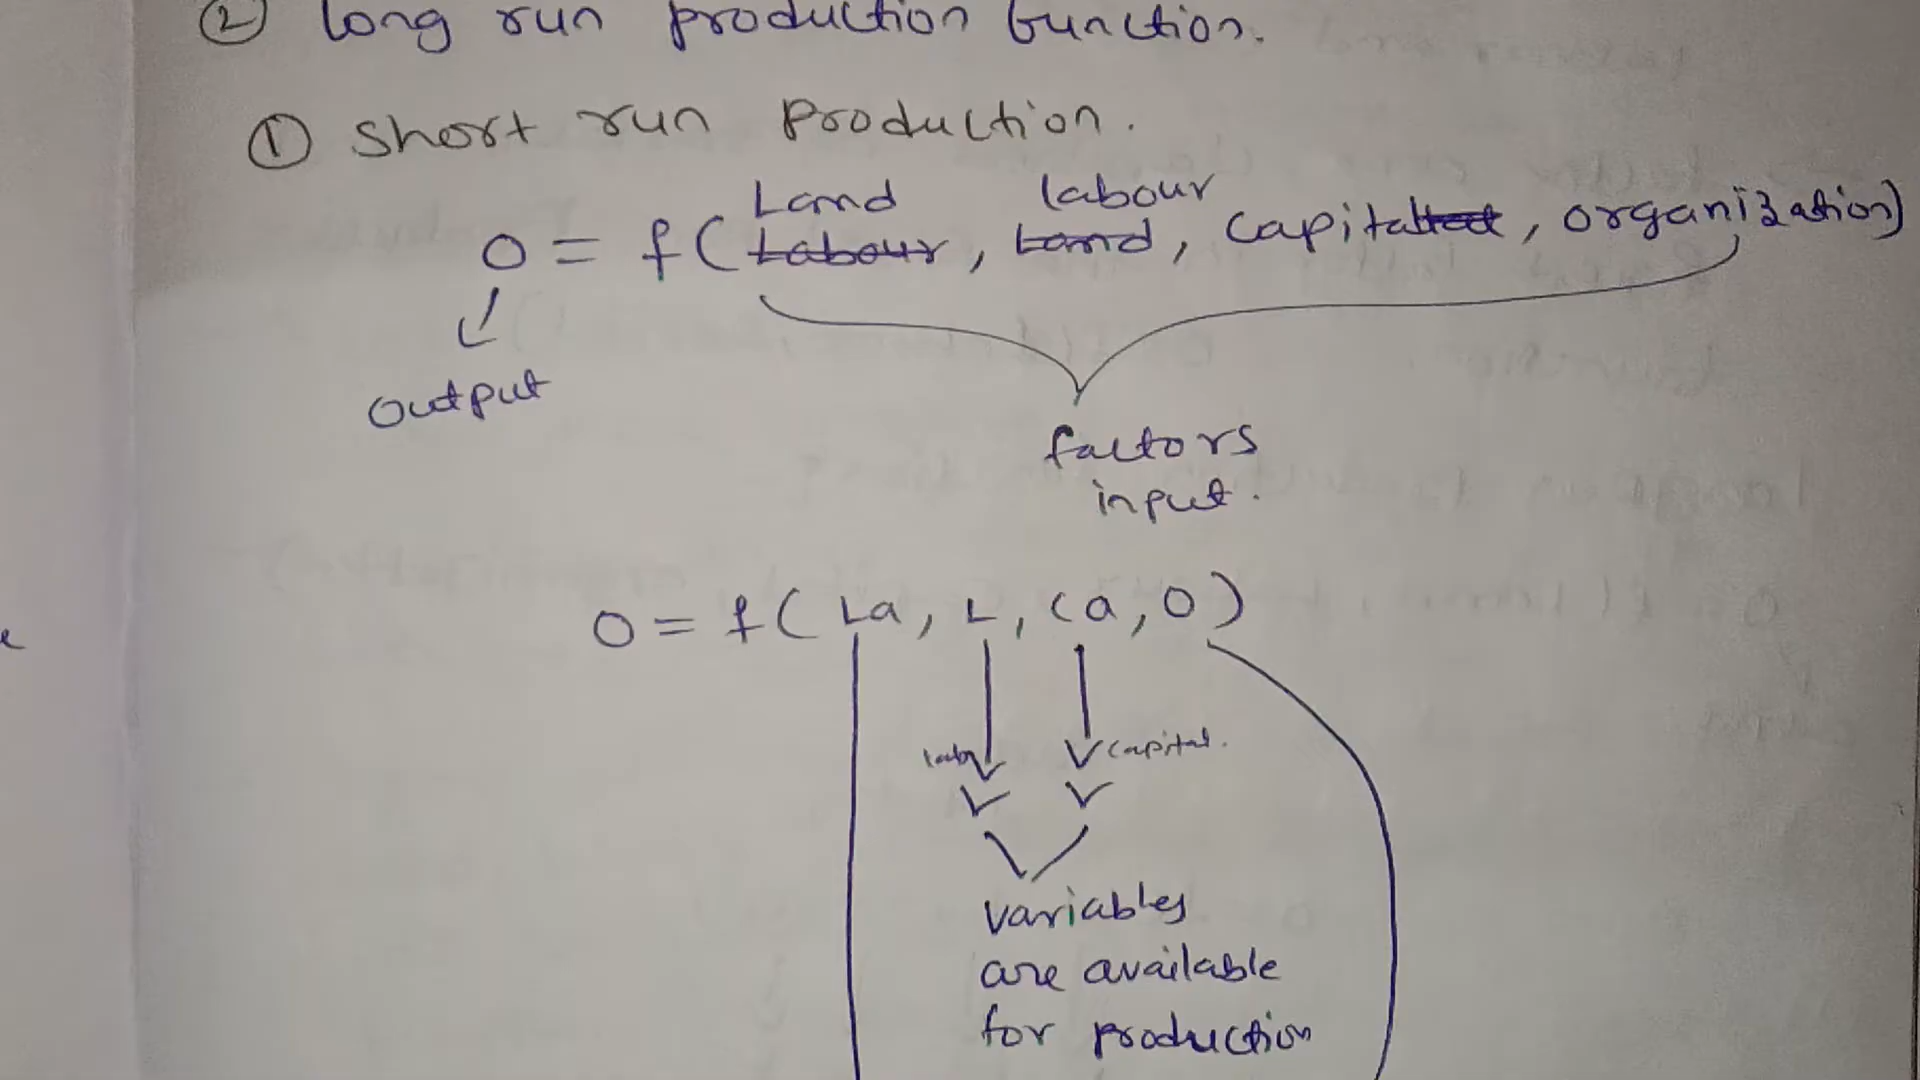 ② long run production function.
① short run production.
Land labour
O = f(Labour, Land, Capital, organization)
output
factors
input.
O = f(La, L, Ca, O)
capital.
variables
are available
for production